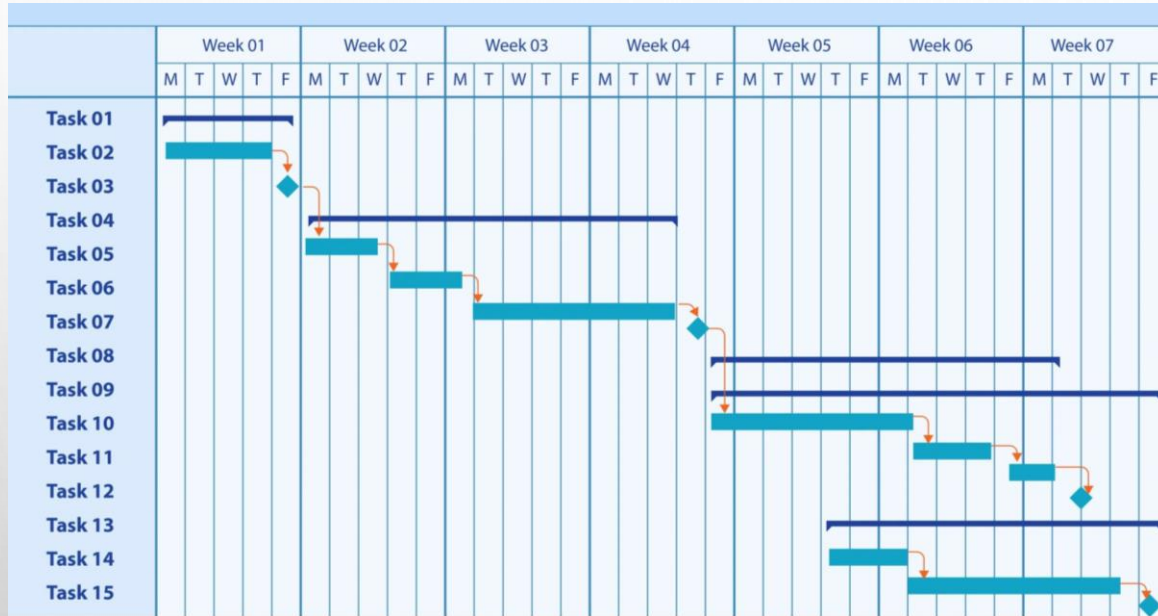 Week 01 Week 02 Week 03 Week 04 Week 05 Week 06 Week 07
M T W T F M T W T F M T W T F M T W T F M T W T F M T W T F M T W T F
Task 01
Task 02
Task 03
Task 04
Task 05
Task 06
Task 07
Task 08
Task 09
Task 10
Task 11
Task 12
Task 13
Task 14
Task 15